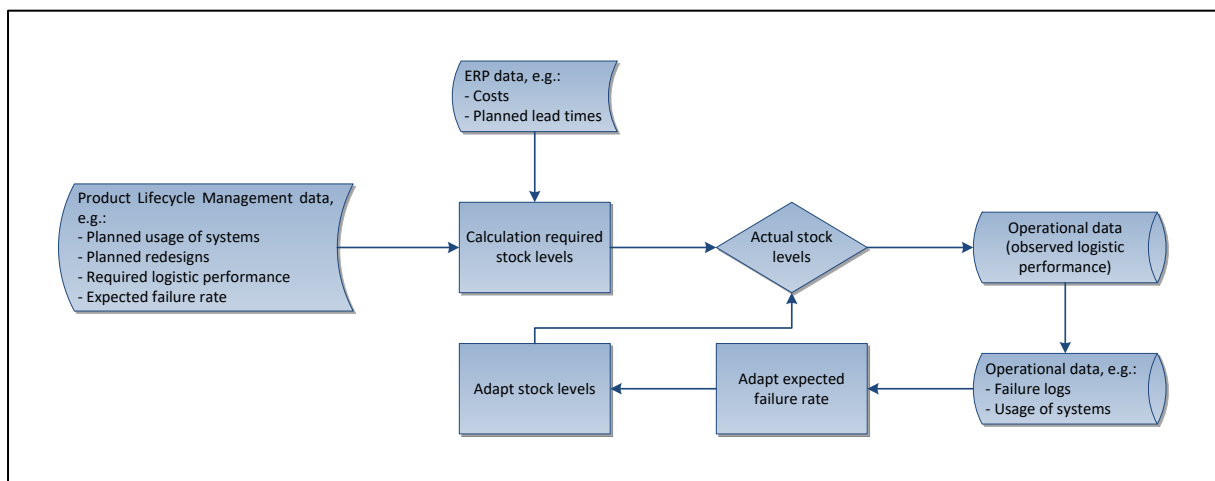 ERP data, e.g.:
- Costs
- Planned lead times
Product Lifecycle Management data,
e.g.:
- Planned usage of systems
- Planned redesigns
- Required logistic performance
- Expected failure rate
Calculation required
stock levels
Actual stock
levels
Operational data
(observed logistic
performance)
Adapt stock levels
Adapt expected
failure rate
Operational data, e.g.:
- Failure logs
- Usage of systems